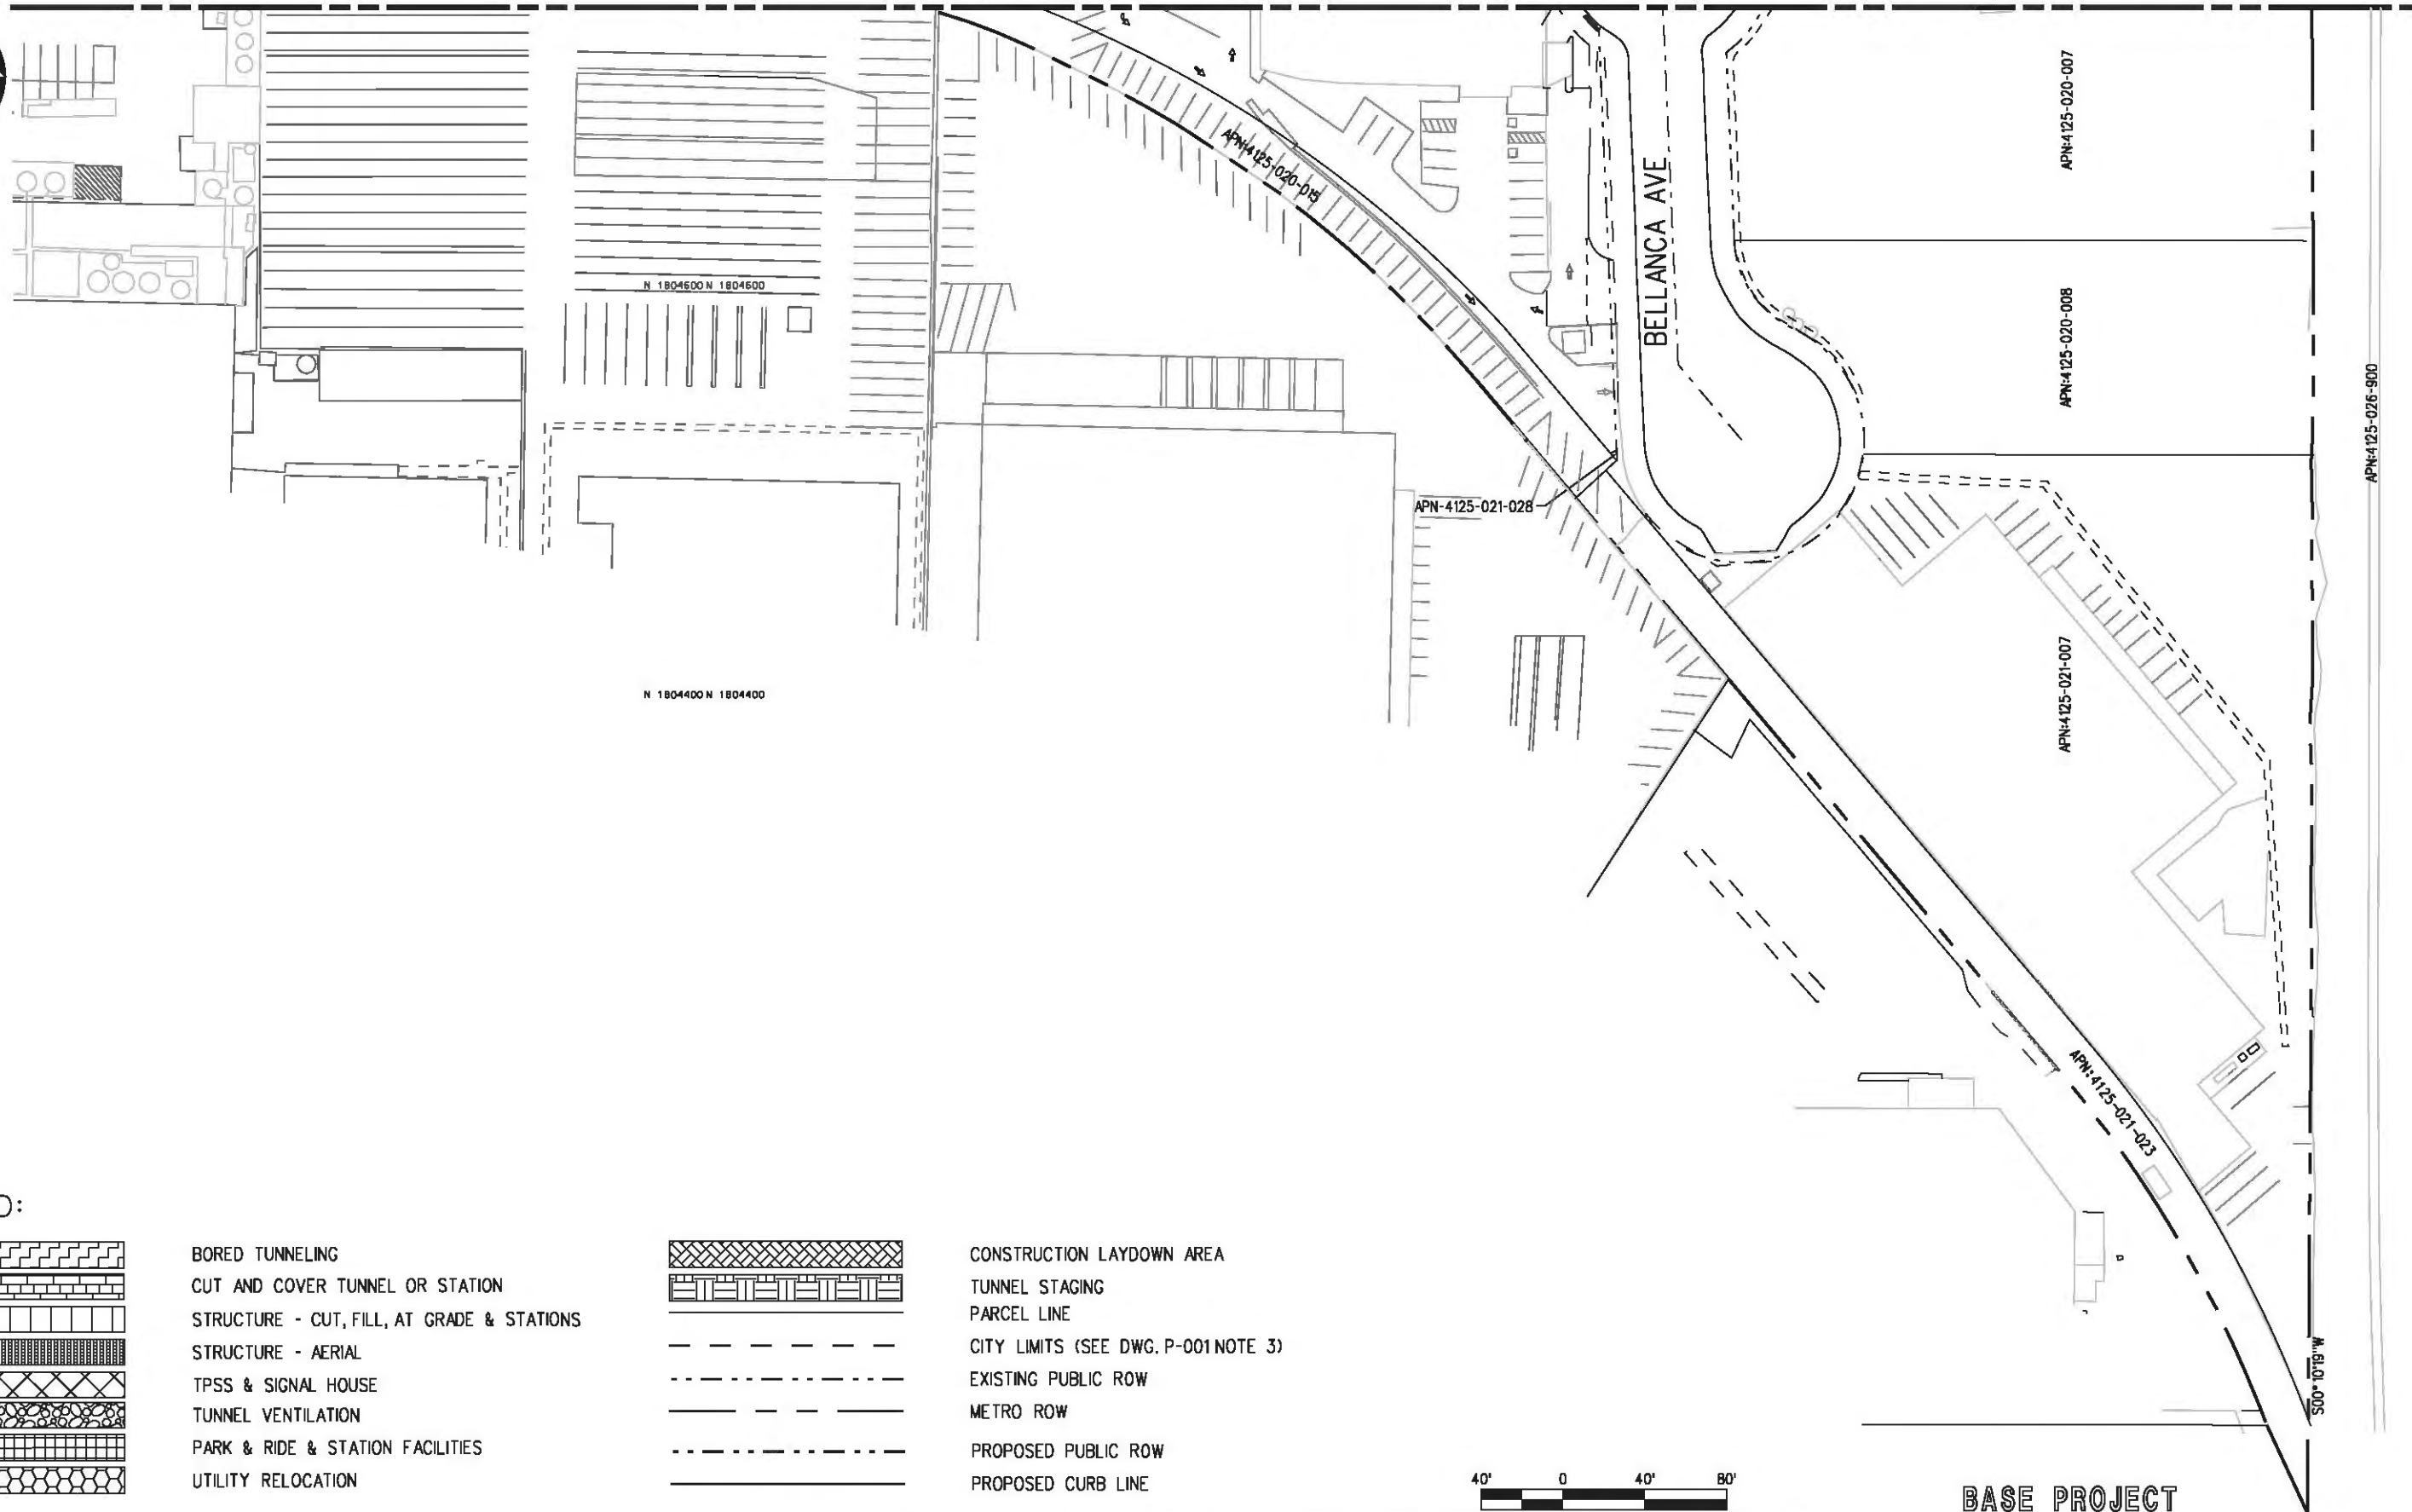 APN:4125-020-007
APN:4125-020-015
BELLANCA AVE
N 1804600 N 1804600
APN:4125-020-008
APN:4125-026-900
APN-4125-021-028
APN:4125-021-007
N 1804400 N 1804400
APN:4125-021-023
S00°10'19"W
D:
BORED TUNNELING
CUT AND COVER TUNNEL OR STATION
STRUCTURE - CUT, FILL, AT GRADE & STATIONS
STRUCTURE - AERIAL
TPSS & SIGNAL HOUSE
TUNNEL VENTILATION
PARK & RIDE & STATION FACILITIES
UTILITY RELOCATION
CONSTRUCTION LAYDOWN AREA
TUNNEL STAGING
PARCEL LINE
CITY LIMITS (SEE DWG. P-001 NOTE 3)
EXISTING PUBLIC ROW
METRO ROW
PROPOSED PUBLIC ROW
PROPOSED CURB LINE
40' 0 40' 80'
BASE PROJECT